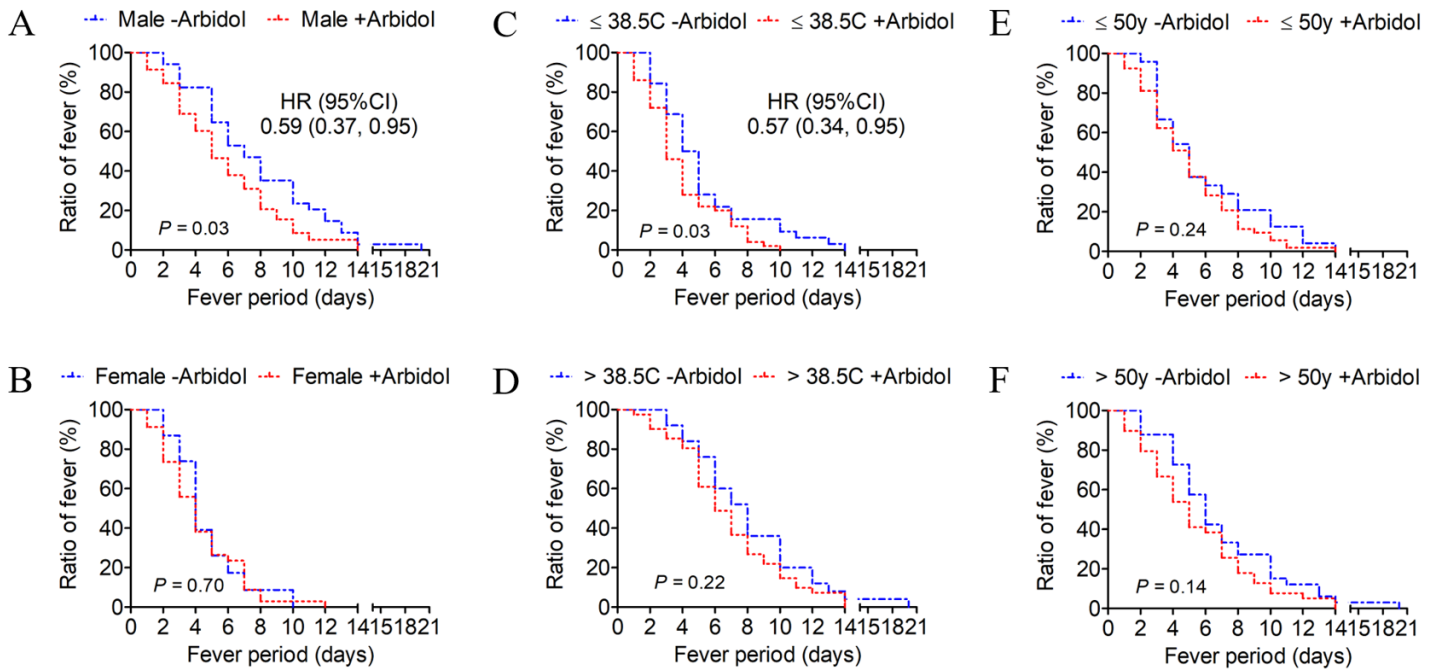 A
Male -Arbidol Male +Arbidol
Ratio of fever (%)
100
80
60
40
20
0
HR (95%CI)
0.59 (0.37, 0.95)
P = 0.03
0 2 4 6 8 10 12 14 15 18 21
Fever period (days)
C
≤ 38.5C -Arbidol ≤ 38.5C +Arbidol
Ratio of fever (%)
100
80
60
40
20
0
HR (95%CI)
0.57 (0.34, 0.95)
P = 0.03
0 2 4 6 8 10 12 14 15 18 21
Fever period (days)
E
≤ 50y -Arbidol ≤ 50y +Arbidol
Ratio of fever (%)
100
80
60
40
20
0
P = 0.24
0 2 4 6 8 10 12 14 15 18 21
Fever period (days)
B
Female -Arbidol Female +Arbidol
Ratio of fever (%)
100
80
60
40
20
0
P = 0.70
0 2 4 6 8 10 12 14 15 18 21
Fever period (days)
D
> 38.5C -Arbidol > 38.5C +Arbidol
Ratio of fever (%)
100
80
60
40
20
0
P = 0.22
0 2 4 6 8 10 12 14 15 18 21
Fever period (days)
F
> 50y -Arbidol > 50y +Arbidol
Ratio of fever (%)
100
80
60
40
20
0
P = 0.14
0 2 4 6 8 10 12 14 15 18 21
Fever period (days)